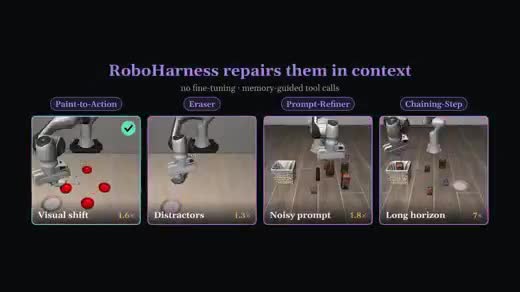 RoboHarness repairs them in context
no fine-tuning · memory-guided tool calls
Paint-to-Action
Eraser
Prompt-Refiner
Chaining-Step
Visual shift 1.6×
Distractors 1.3×
Noisy prompt 1.8×
Long horizon 7×